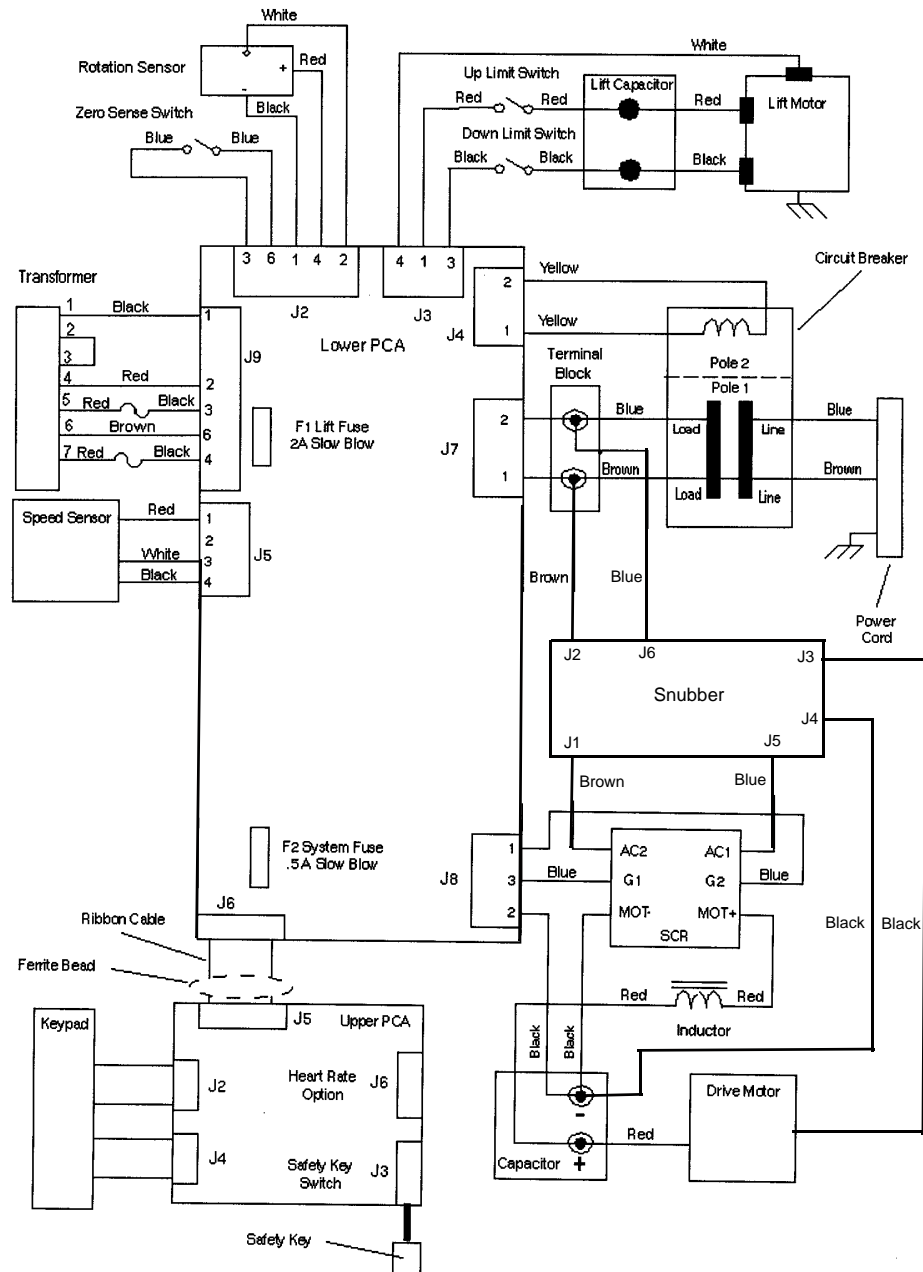 White
Rotation Sensor
+
Red
-
Black
Zero Sense Switch
Blue
Blue
White
Up Limit Switch
Lift Capacitor
Red
Red
Red
Lift Motor
Down Limit Switch
Black
Black
Black
3 6 1 4 2
J2
4 1 3
J3
Transformer
1
Black
1
2
3
J9
4
Red
2
5
Red
Black
3
6
Brown
6
7
Red
Black
4
Lower PCA
F1 Lift Fuse
2A Slow Blow
2
Yellow
J4
1
Yellow
Circuit Breaker
Pole 2
Pole 1
Terminal
Block
2
Blue
Load
Line
Blue
J7
1
Brown
Load
Line
Brown
Power
Cord
Speed Sensor
Red
1
2
White
3
Black
4
J5
Brown
Blue
J2
J6
J3
Snubber
J4
J1
J5
Brown
Blue
F2 System Fuse
.5A Slow Blow
J8
1
3
2
Blue
AC2
AC1
G1
G2
Blue
MOT-
MOT+
SCR
Black
Black
J6
Ribbon Cable
Ferrite Bead
Red
Red
Inductor
Black
Black
Keypad
J5
Upper PCA
J2
Heart Rate
Option
J6
J4
Safety Key
Switch
J3
Safety Key
-
+
Capacitor
Red
Drive Motor